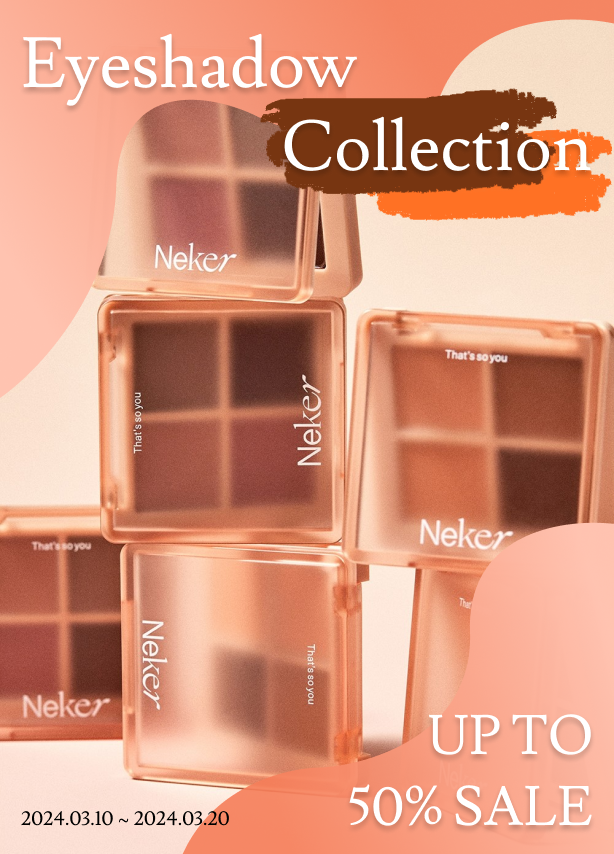 Eyeshadow
Collection
Neker
That's so you
Neker
That's so you
Neker
That's so you
Neker
Neker
That's so you
UP TO
50% SALE
2024.03.10 ~ 2024.03.20